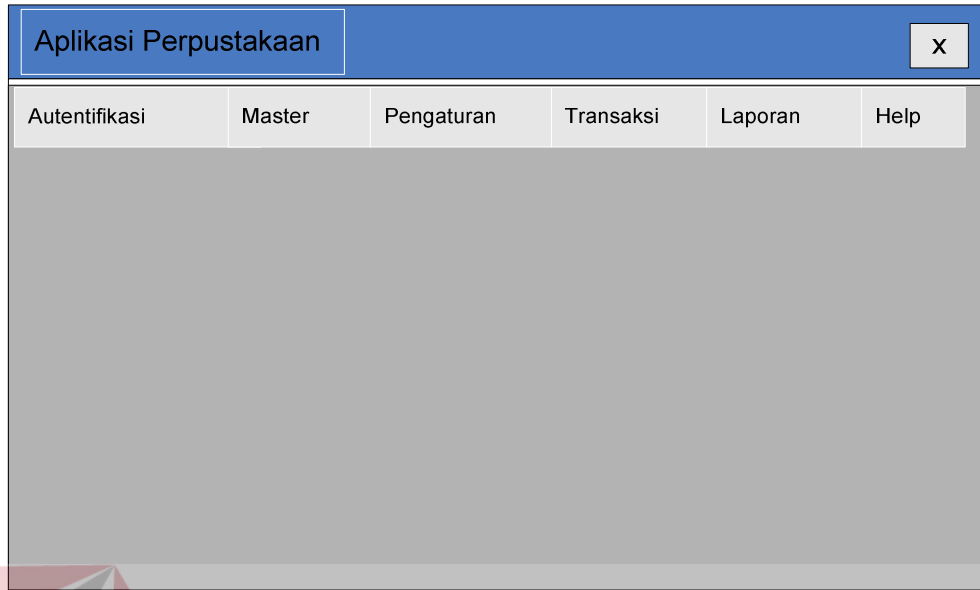 Aplikasi Perpustakaan
X
Autentifikasi Master Pengaturan Transaksi Laporan Help